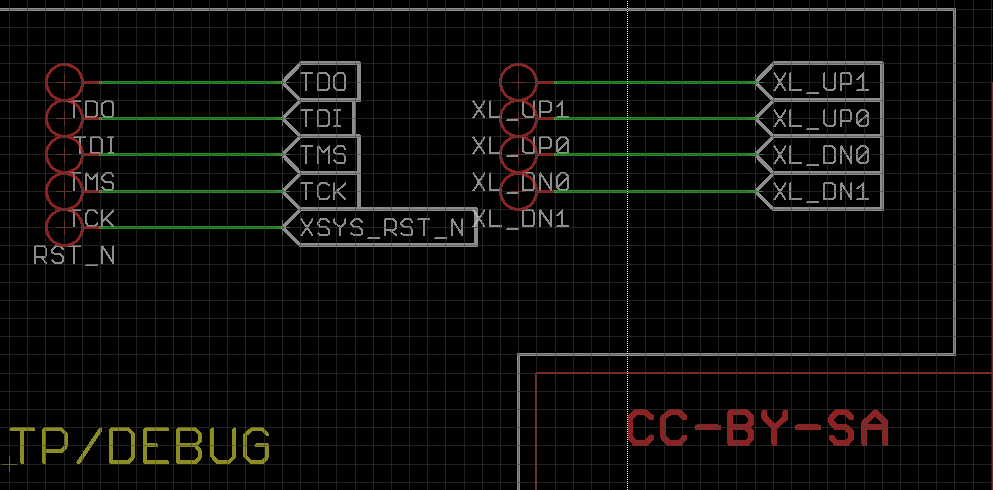 TDO
TDI
TMS
TCK
RST_N
TDO
TDI
TMS
TCK
XSYS_RST_N
XL_UP1
XL_UP0
XL_DN0
XL_DN1
XL_UP1
XL_UP0
XL_DN0
XL_DN1
TP/DEBUG
CC-BY-SA